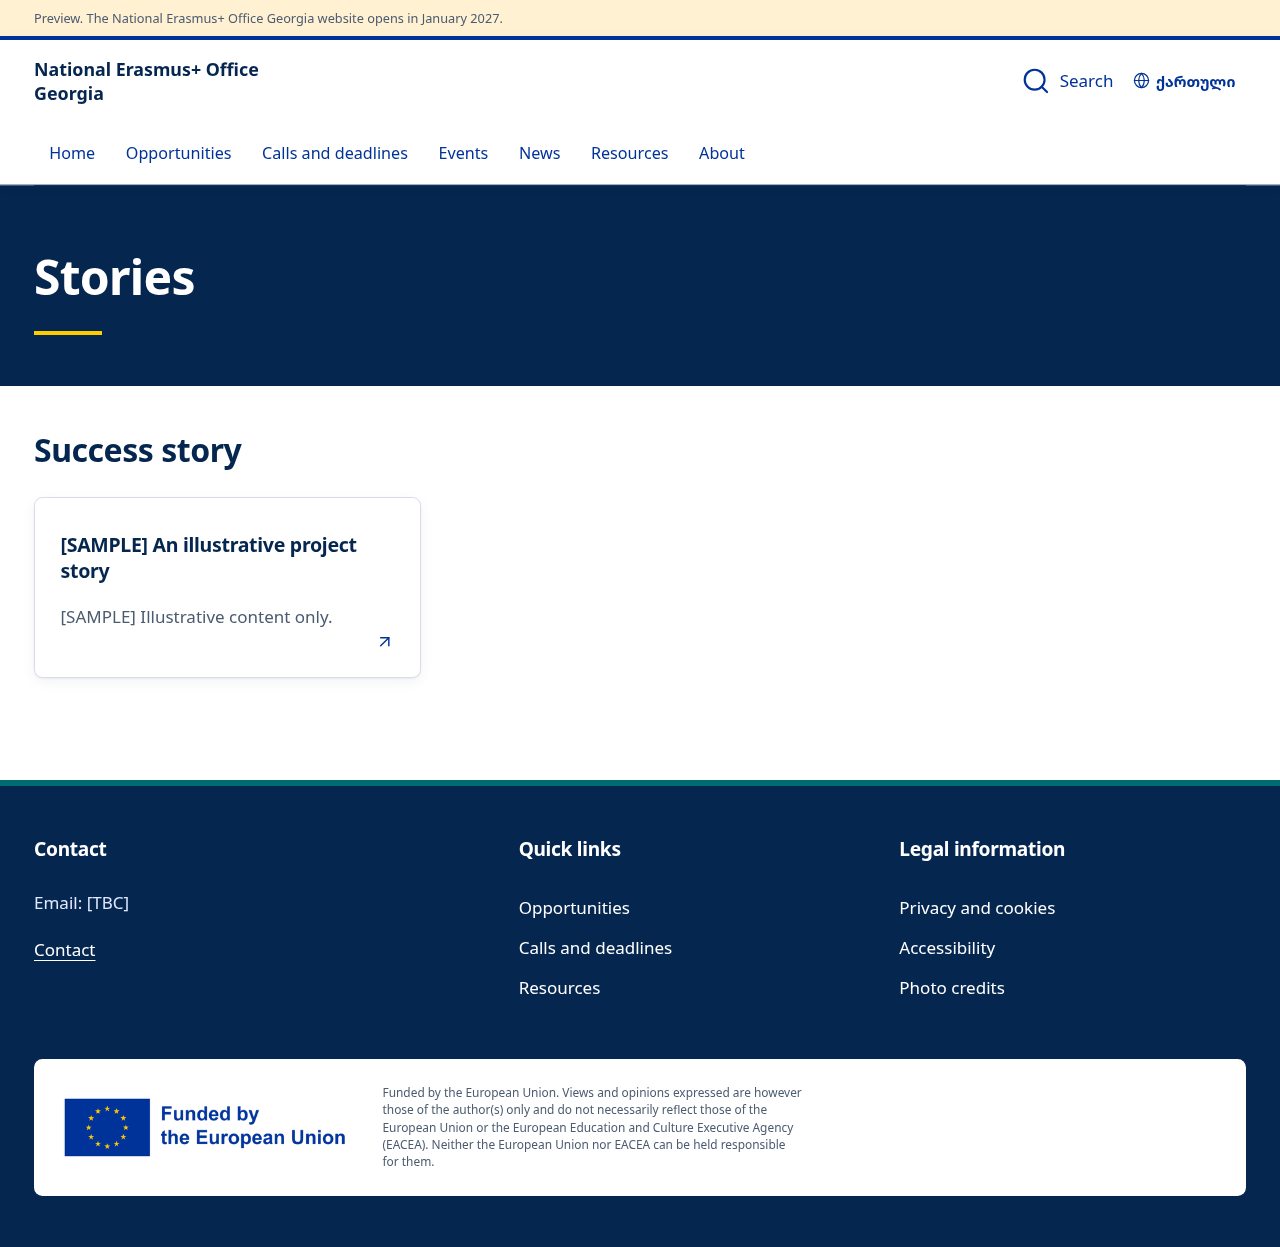 Preview. The National Erasmus+ Office Georgia website opens in January 2027.
National Erasmus+ Office
Georgia
Search
ქართული
Home
Opportunities
Calls and deadlines
Events
News
Resources
About
Stories
Success story
[SAMPLE] An illustrative project
story
[SAMPLE] Illustrative content only.
Contact
Email: [TBC]
Contact
Quick links
Opportunities
Calls and deadlines
Resources
Legal information
Privacy and cookies
Accessibility
Photo credits
Funded by
the European Union
Funded by the European Union. Views and opinions expressed are however
those of the author(s) only and do not necessarily reflect those of the
European Union or the European Education and Culture Executive Agency
(EACEA). Neither the European Union nor EACEA can be held responsible
for them.